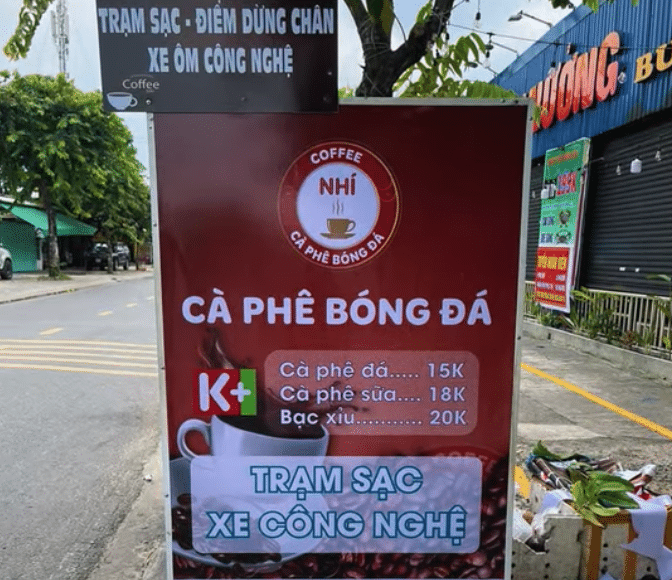 TRẠM SẠC - ĐIỂM DỪNG CHÂN
XE ÔM CÔNG NGHỆ
Coffee
COFFEE
NHÍ
CÀ PHÊ BÓNG ĐÁ
CÀ PHÊ BÓNG ĐÁ
K+
Cà phê đá..... 15K
Cà phê sữa.... 18K
Bạc xỉu........... 20K
TRẠM SẠC
XE CÔNG NGHỆ